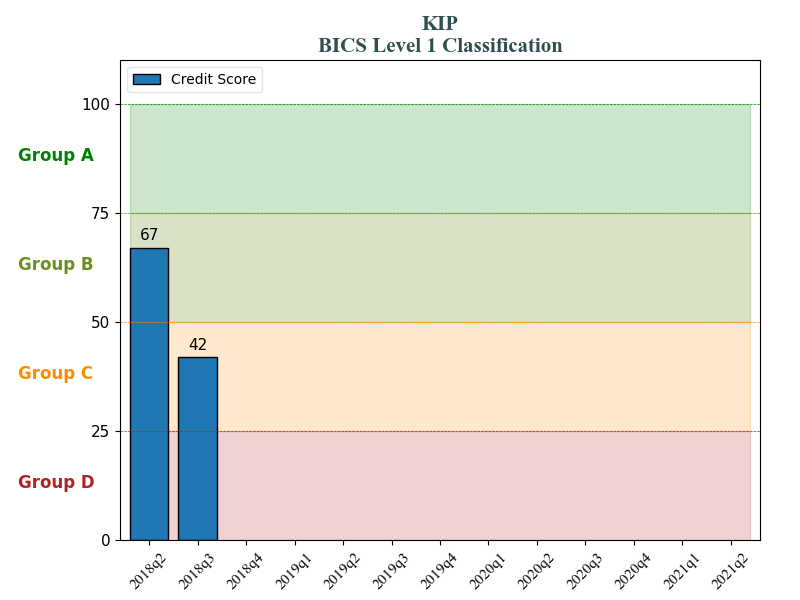 KIP
BICS Level 1 Classification
Credit Score
100
Group A
75
67
Group B
50
42
Group C
25
Group D
0
2018q2
2018q3
2018q4
2019q1
2019q2
2019q3
2019q4
2020q1
2020q2
2020q3
2020q4
2021q1
2021q2